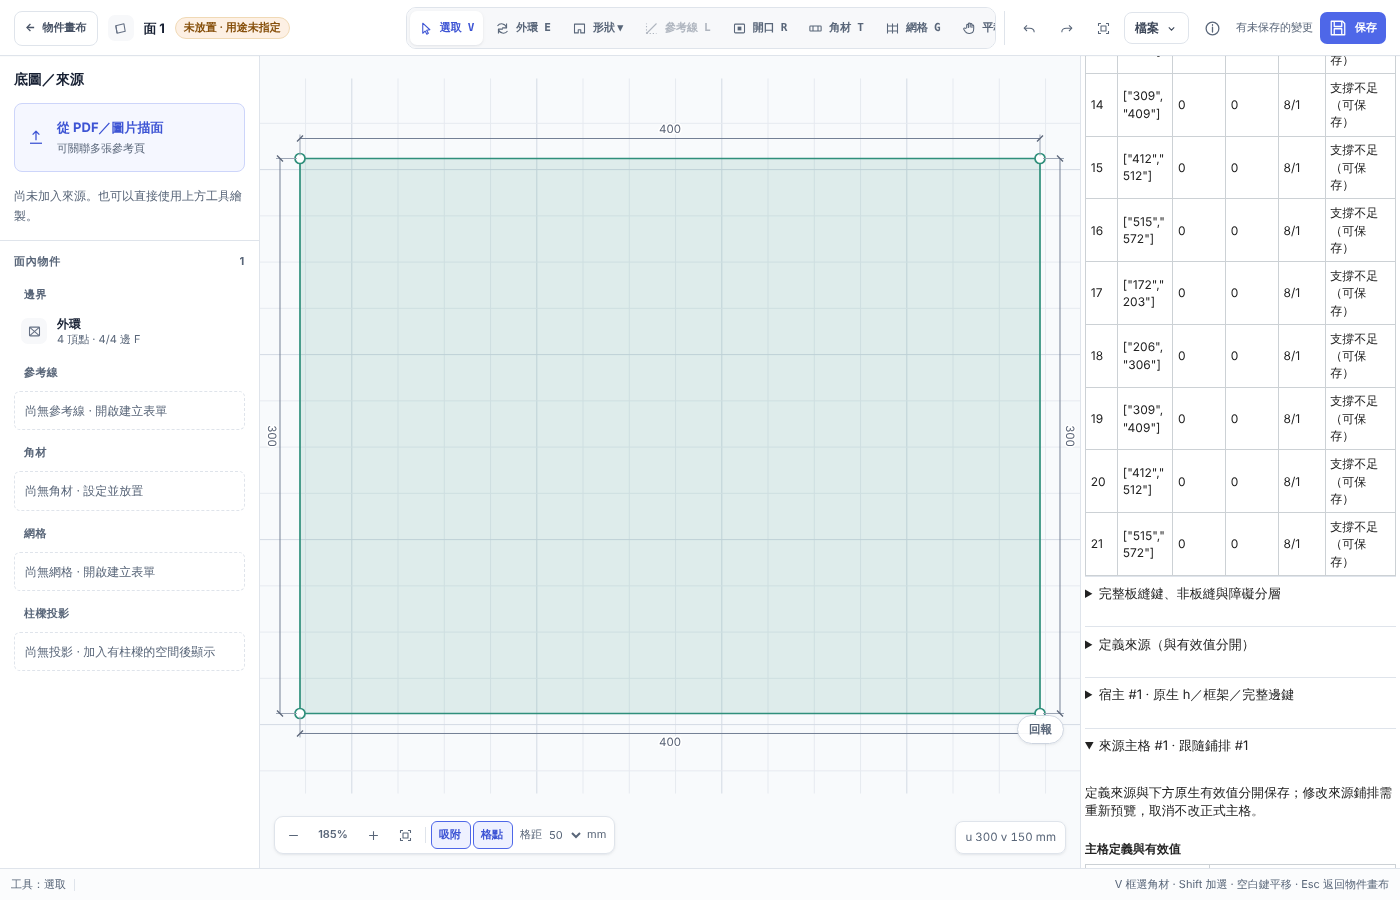 物件畫布
面 1
未放置 · 用途未指定
選取 V
外環 E
形狀▾
參考線 L
開口 R
角材 T
網格 G
檔案
有未保存的變更
保存
底圖／來源
從 PDF／圖片描面
可關聯多張參考頁
尚未加入來源。也可以直接使用上方工具繪
製。
面內物件
1
邊界
外環
4 頂點 · 4/4 邊 F
參考線
尚無參考線 · 開啟建立表單
角材
尚無角材 · 設定並放置
網格
尚無網格 · 開啟建立表單
柱樑投影
尚無投影 · 加入有柱樑的空間後顯示
400
300
300
400
回報
185%
吸附
格點
格距
50
mm
u 300 v 150 mm
存）
14
["309",
"409"]
0
0
8/1
支撐不足
（可保
存）
15
["412","
512"]
0
0
8/1
支撐不足
（可保
存）
16
["515","
572"]
0
0
8/1
支撐不足
（可保
存）
17
["172","
203"]
0
0
8/1
支撐不足
（可保
存）
18
["206",
"306"]
0
0
8/1
支撐不足
（可保
存）
19
["309",
"409"]
0
0
8/1
支撐不足
（可保
存）
20
["412","
512"]
0
0
8/1
支撐不足
（可保
存）
21
["515","
572"]
0
0
8/1
支撐不足
（可保
存）
▶ 完整板縫鍵、非板縫與障礙分層
▶ 定義來源（與有效值分開）
▶ 宿主 #1 · 原生 h／框架／完整邊鍵
▼ 來源主格 #1 · 跟隨鋪排 #1
定義來源與下方原生有效值分開保存；修改來源鋪排需
重新預覽，取消不改正式主格。
主格定義與有效值
工具：選取
V 框選角材 · Shift 加選 · 空白鍵平移 · Esc 返回物件畫布